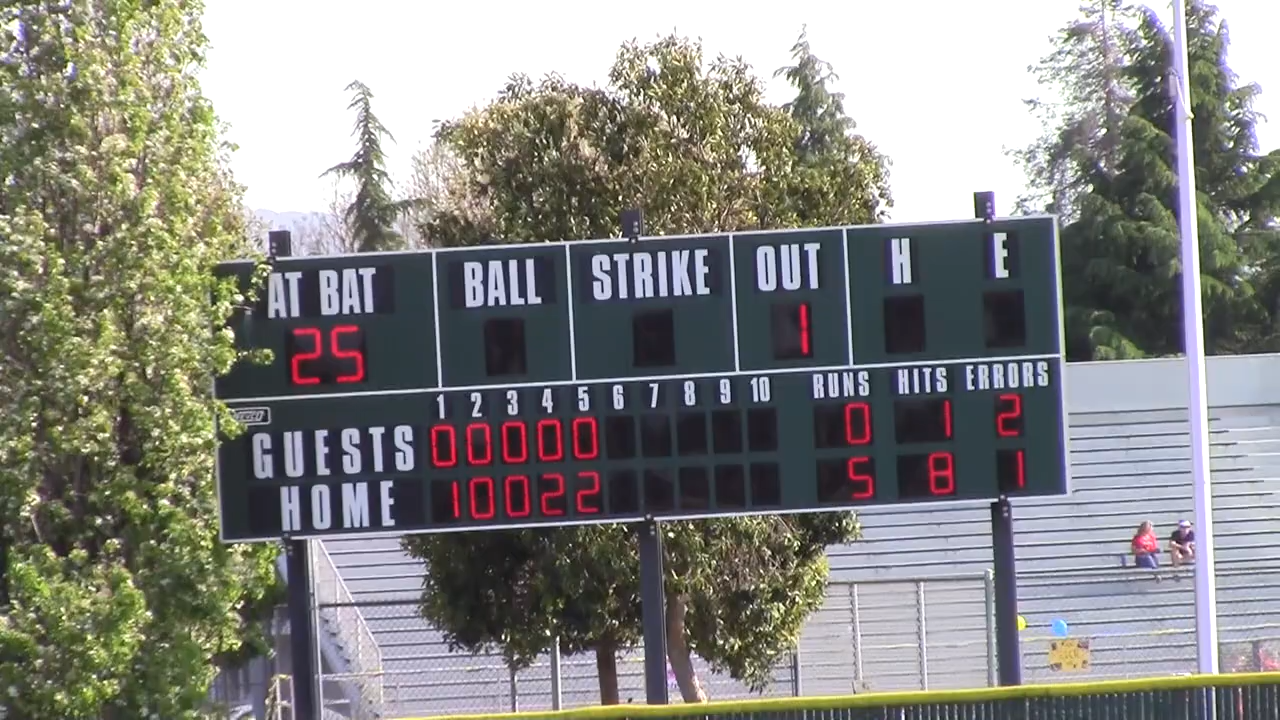 AT BAT BALL STRIKE OUT H E
25 1
1 2 3 4 5 6 7 8 9 10 RUNS HITS ERRORS
GUESTS 0 0 0 0 0 0 1 2
HOME 1 0 0 2 2 5 8 1